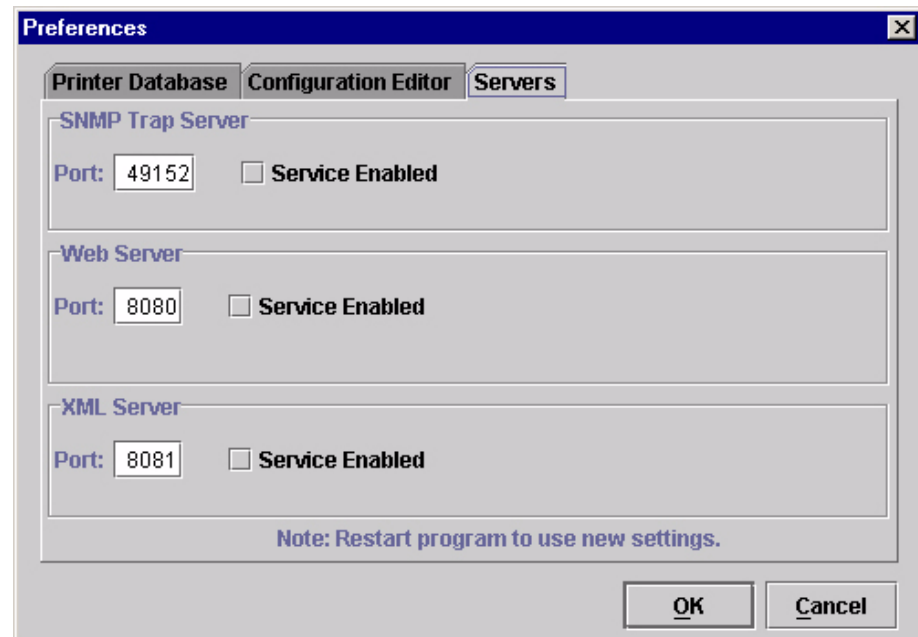 Preferences
Printer Database Configuration Editor Servers
SNMP Trap Server
Port: 49152 Service Enabled
Web Server
Port: 8080 Service Enabled
XML Server
Port: 8081 Service Enabled
Note: Restart program to use new settings.
OK Cancel